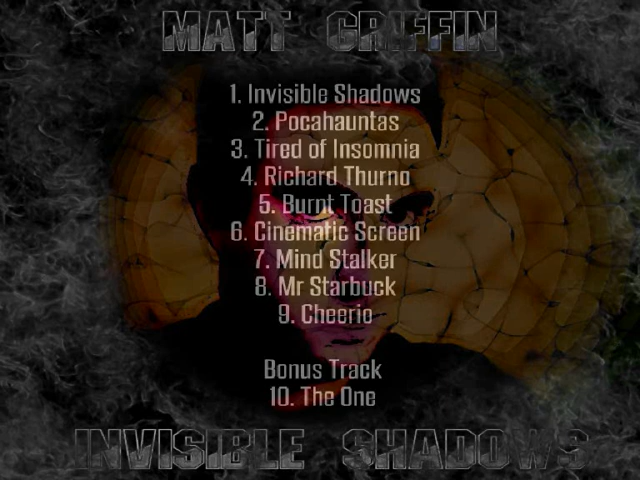 MATT GRIFFIN
1. Invisible Shadows
2. Pocahauntas
3. Tired of Insomnia
4. Richard Thurno
5. Burnt Toast
6. Cinematic Screen
7. Mind Stalker
8. Mr Starbuck
9. Cheerio
Bonus Track
10. The One
INVISIBLE SHADOWS